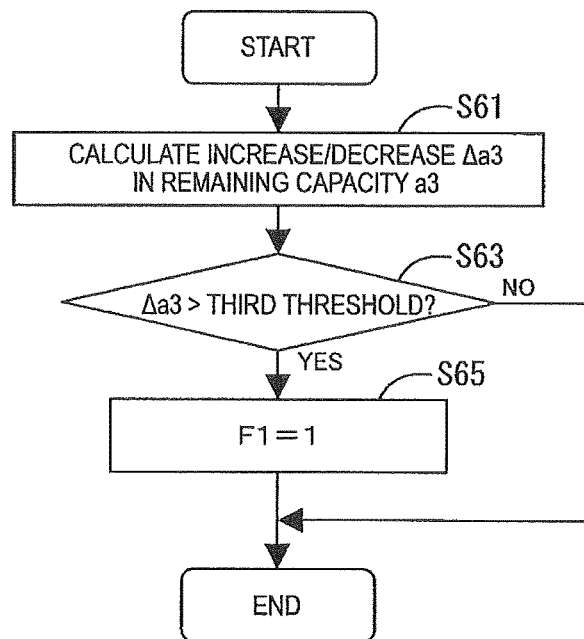 START
S61
CALCULATE INCREASE/DECREASE Δa3
IN REMAINING CAPACITY a3
S63
Δa3 > THIRD THRESHOLD?
NO
YES
S65
F1=1
END